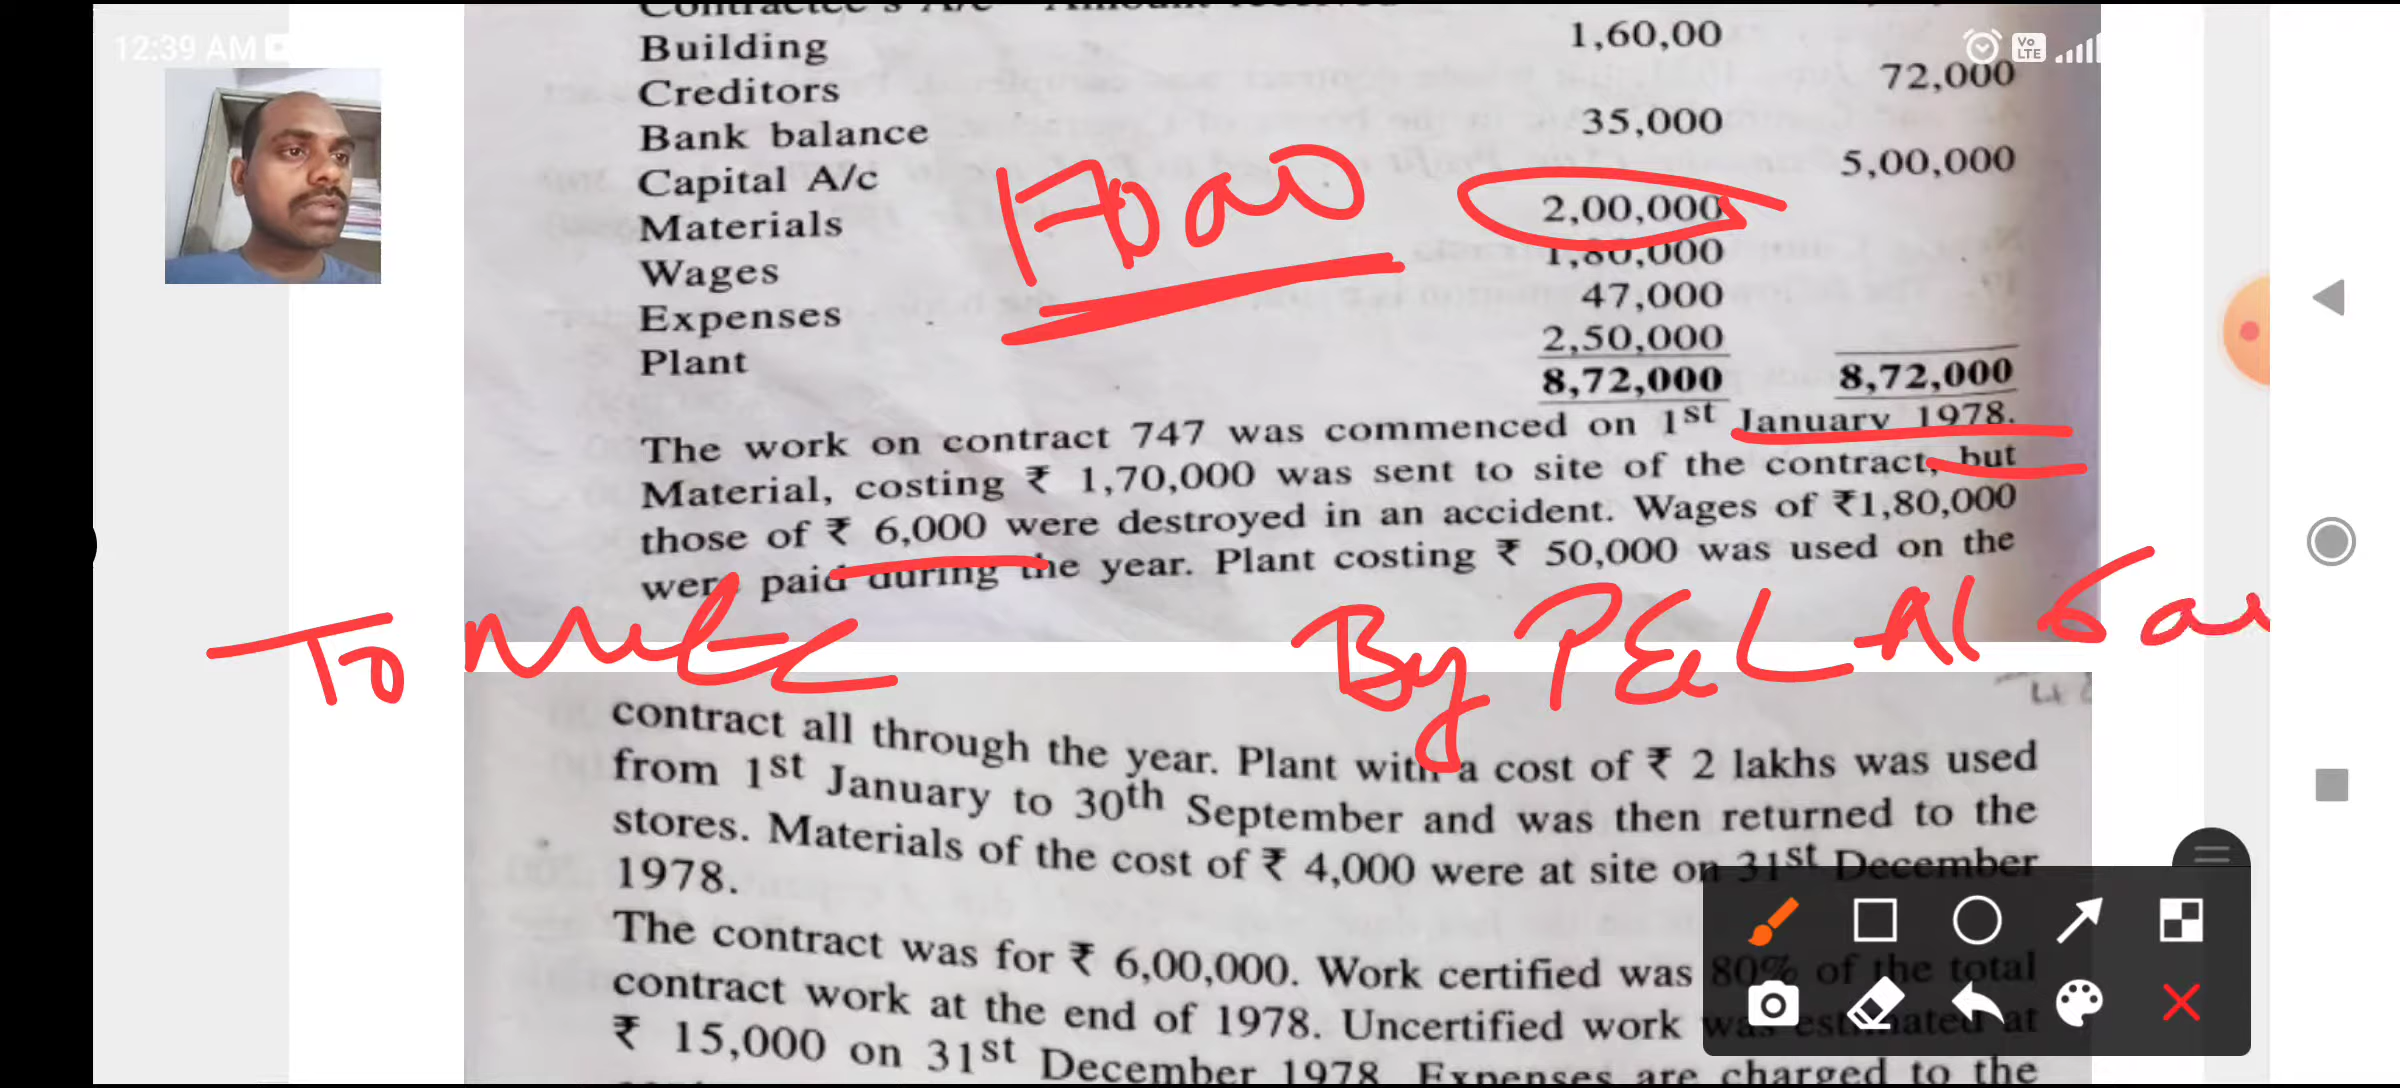 12:39 AM
Building 1,60,00
Creditors 72,000
Bank balance 35,000
Capital A/c 5,00,000
Materials 2,00,000
Wages 1,80,000
Expenses 47,000
Plant 2,50,000
8,72,000 8,72,000
The work on contract 747 was commenced on 1st January 1978.
Material, costing ₹ 1,70,000 was sent to site of the contract, but
those of ₹ 6,000 were destroyed in an accident. Wages of ₹1,80,000
were paid during the year. Plant costing ₹ 50,000 was used on the
contract all through the year. Plant with a cost of ₹ 2 lakhs was used
from 1st January to 30th September and was then returned to the
stores. Materials of the cost of ₹ 4,000 were at site on 31st December
1978.
The contract was for ₹ 6,00,000. Work certified was 80% of the total
contract work at the end of 1978. Uncertified work was estimated at
₹ 15,000 on 31st December 1978. Expenses are charged to the